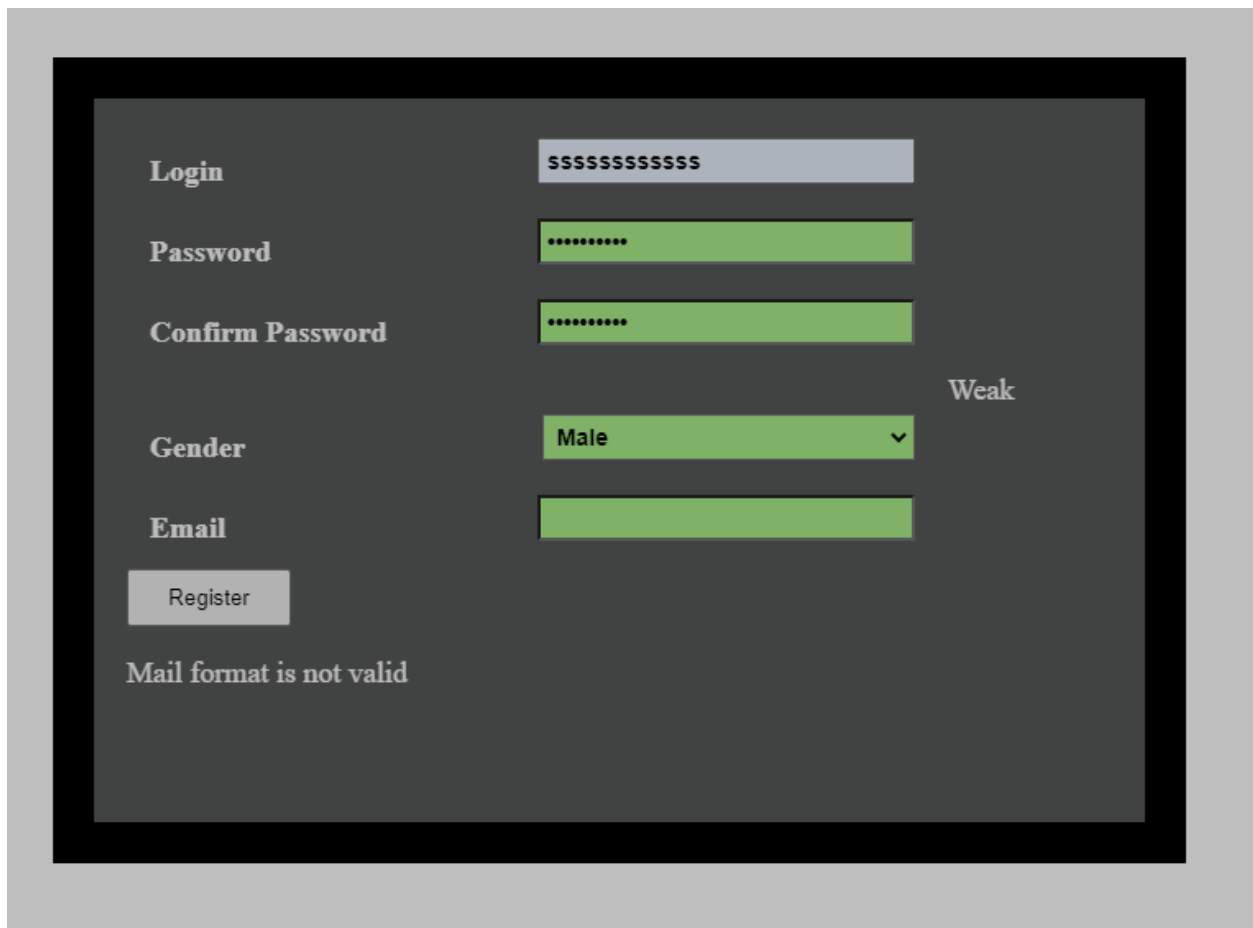 Login ssssssssssss
Password ••••••••••
Confirm Password ••••••••••
Weak
Gender Male
Email
Register
Mail format is not valid